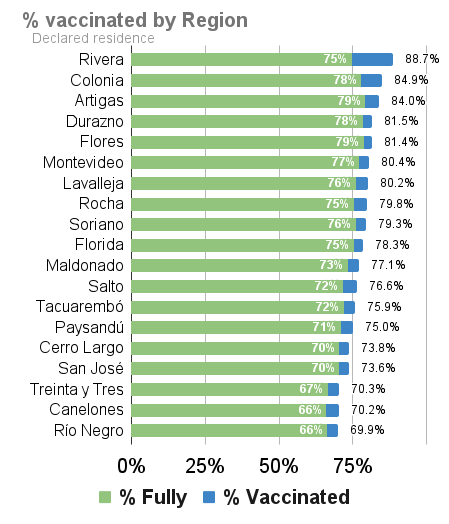 % vaccinated by Region
Declared residence
Rivera 75% 88.7%
Colonia 78% 84.9%
Artigas 79% 84.0%
Durazno 78% 81.5%
Flores 79% 81.4%
Montevideo 77% 80.4%
Lavalleja 76% 80.2%
Rocha 75% 79.8%
Soriano 76% 79.3%
Florida 75% 78.3%
Maldonado 73% 77.1%
Salto 72% 76.6%
Tacuarembó 72% 75.9%
Paysandú 71% 75.0%
Cerro Largo 70% 73.8%
San José 70% 73.6%
Treinta y Tres 67% 70.3%
Canelones 66% 70.2%
Río Negro 66% 69.9%
0% 25% 50% 75%
% Fully % Vaccinated